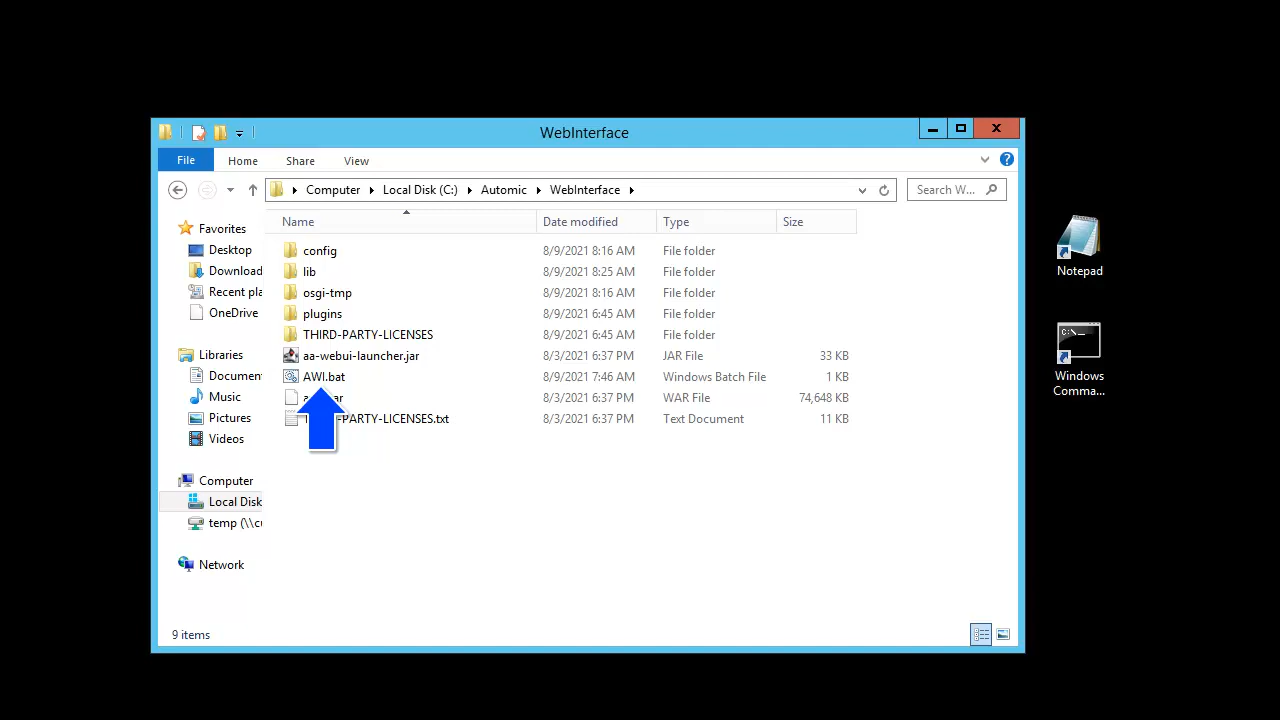 WebInterface
File Home Share View
Computer Local Disk (C:) Automic WebInterface
Search W...
Name Date modified Type Size
Favorites
Desktop
Download
Recent pla
OneDrive
Libraries
Documen
Music
Pictures
Videos
Computer
Local Disk
temp (\\cu
Network
config 8/9/2021 8:16 AM File folder
lib 8/9/2021 8:25 AM File folder
osgi-tmp 8/9/2021 8:16 AM File folder
plugins 8/9/2021 6:45 AM File folder
THIRD-PARTY-LICENSES 8/9/2021 6:45 AM File folder
aa-webui-launcher.jar 8/3/2021 6:37 PM JAR File 33 KB
AWI.bat 8/9/2021 7:46 AM Windows Batch File 1 KB
8/3/2021 6:37 PM WAR File 74,648 KB
-PARTY-LICENSES.txt 8/3/2021 6:37 PM Text Document 11 KB
9 items
Notepad
C:\_
Windows
Comma...